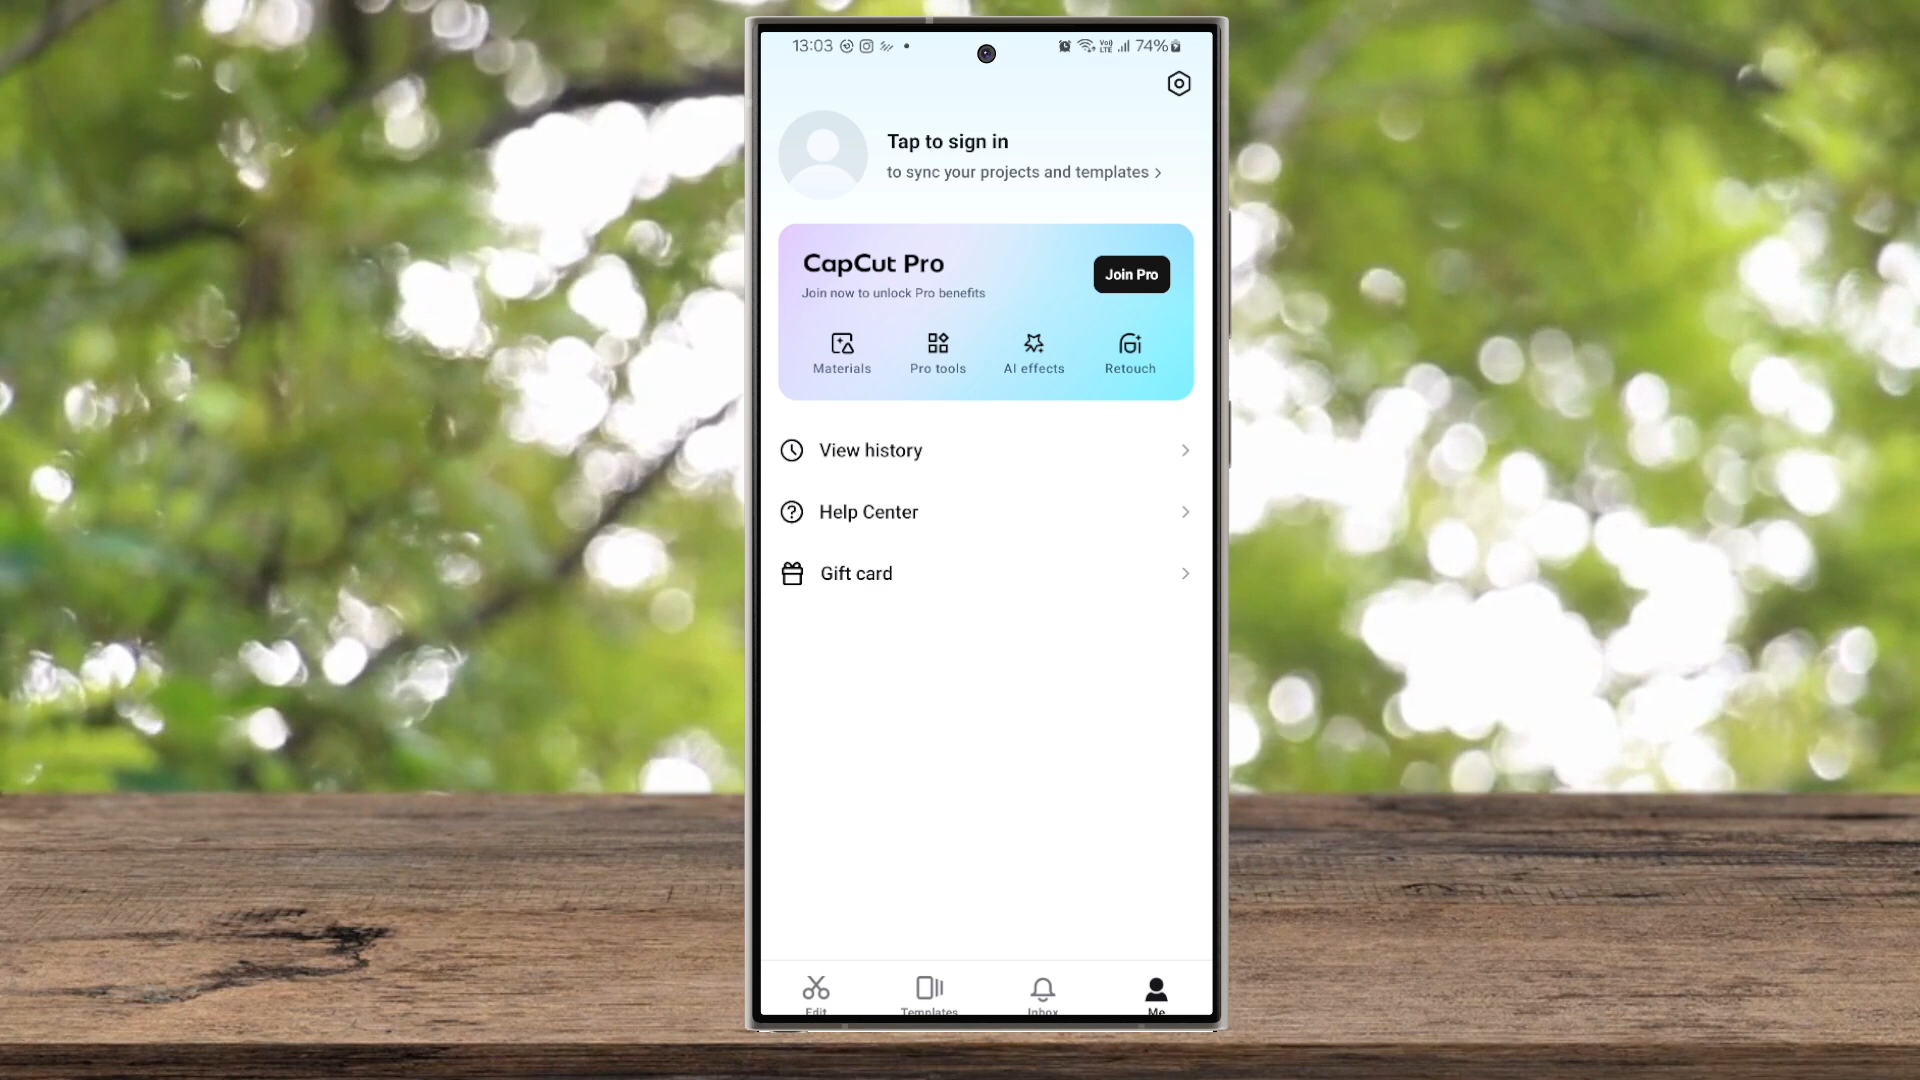 13:03 VoI) LTE 74%
Tap to sign in
to sync your projects and templates
CapCut Pro
Join now to unlock Pro benefits
Join Pro
Materials Pro tools AI effects Retouch
View history
Help Center
Gift card
Edit Templates Inbox Me